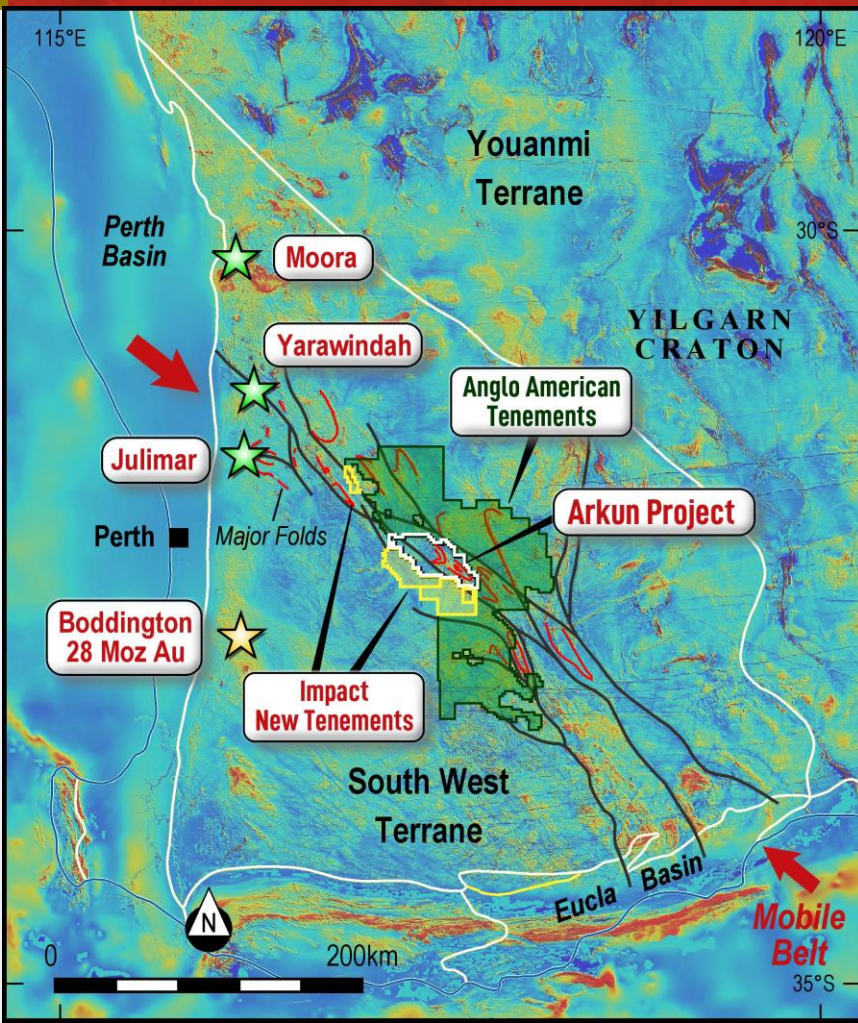 115°E
120°E
Youanmi
Terrane
Perth
Basin
30°S
Moora
YILGARN
CRATON
Yarawindah
Anglo American
Tenements
Julimar
Arkun Project
Perth
Major Folds
Boddington
28 Moz Au
Impact
New Tenements
South West
Terrane
Eucla Basin
Mobile
Belt
N
0
200km
35°S